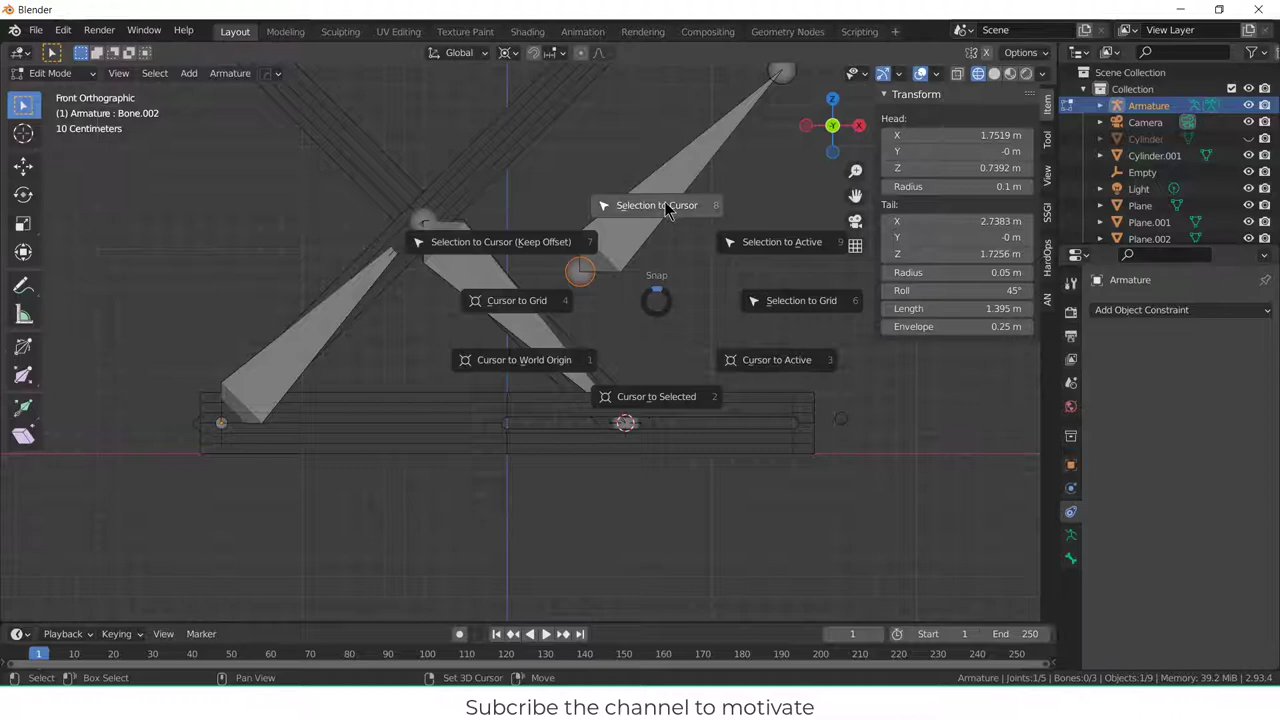 Blender
File Edit Render Window Help Layout Modeling Sculpting UV Editing Texture Paint Shading Animation Rendering Compositing Geometry Nodes Scripting + Scene View Layer
Global Options
Edit Mode View Select Add Armature
Front Orthographic
(1) Armature : Bone.002
10 Centimeters
Z
X
-Y
Selection to Cursor 8
Selection to Cursor (Keep Offset) 7
Selection to Active 9
Snap
Cursor to Grid 4
Selection to Grid 6
Cursor to World Origin 1
Cursor to Active 3
Cursor to Selected 2
Transform
Head:
X 1.7519 m
Y -0 m
Z 0.7392 m
Radius 0.1 m
Tail:
X 2.7383 m
Y -0 m
Z 1.7256 m
Radius 0.05 m
Roll 45°
Length 1.395 m
Envelope 0.25 m
Item
Tool
View
SSGI
HardOps
AN
Scene Collection
Collection
Armature
Camera
Cylinder
Cylinder.001
Empty
Light
Plane
Plane.001
Plane.002
Armature
Add Object Constraint
Playback Keying View Marker 1 Start 1 End 250
1 10 20 30 40 50 60 70 80 90 100 110 120 130 140 150 160 170 180 190 200 210 220 230 240 250
Select Box Select Pan View Set 3D Cursor Move Armature | Joints:1/5 | Bones:0/3 | Objects:1/9 | Memory: 39.2 MiB | 2.93.4
Subcribe the channel to motivate